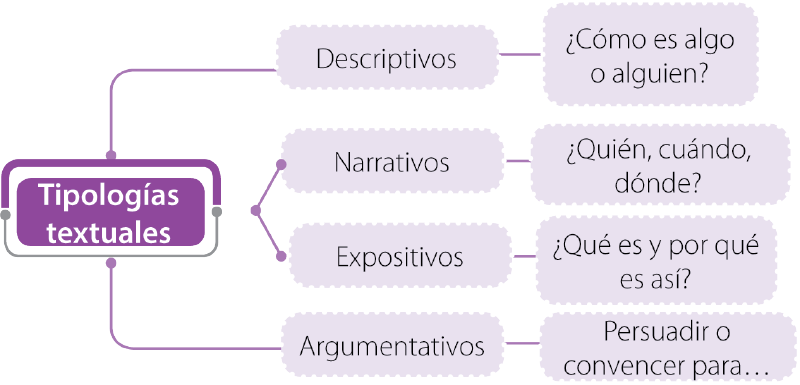 Tipologías
textuales
Descriptivos
¿Cómo es algo
o alguien?
Narrativos
¿Quién, cuándo,
dónde?
Expositivos
¿Qué es y por qué
es así?
Argumentativos
Persuadir o
convencer para…